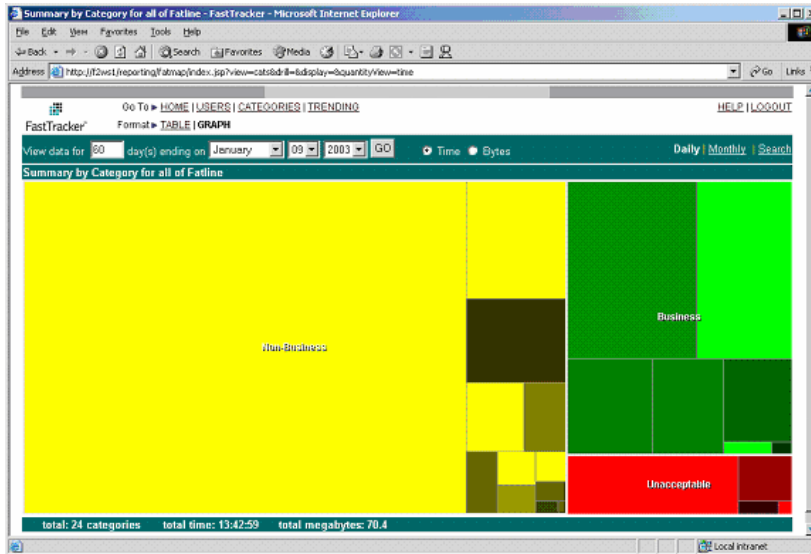 Summary by Category for all of Fatline - FastTracker - Microsoft Internet Explorer
File Edit View Favorites Tools Help
Back Search Favorites Media
Address http://f2ws1/reporting/fatmap/index.jsp?view=cats&drill=&display=&quantityView=time Go Links
Go To HOME | USERS | CATEGORIES | TRENDING HELP | LOGOUT
FastTracker Format TABLE | GRAPH
View data for 60 day(s) ending on January 09 2003 GO Time Bytes Daily | Monthly | Search
Summary by Category for all of Fatline
Business
Non-Business
Unacceptable
total: 24 categories total time: 13:42:59 total megabytes: 70.4
Local intranet